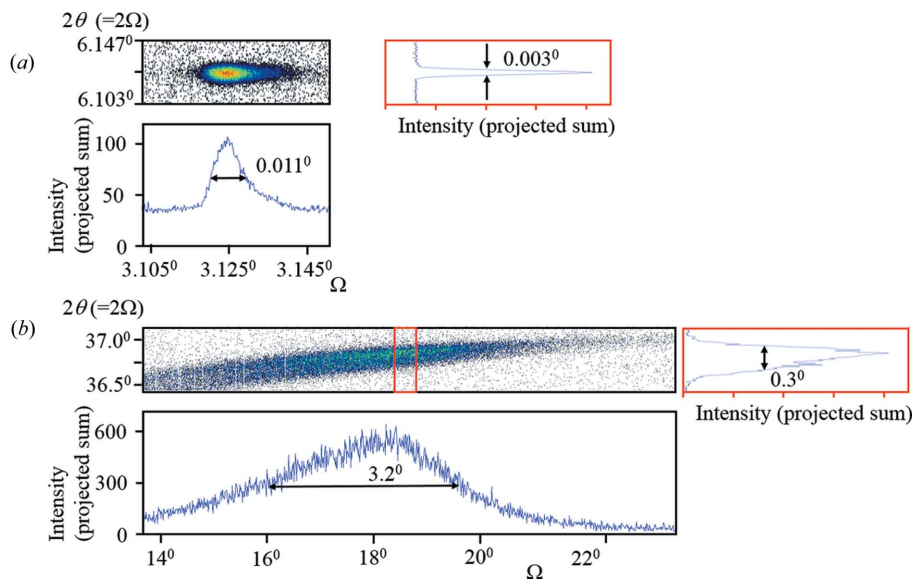 2θ (=2Ω)
(a)
6.147⁰
6.103⁰
0.003⁰
Intensity (projected sum)
Intensity
(projected sum)
100
50
0
0.011⁰
3.105⁰ 3.125⁰ 3.145⁰
Ω
2θ (=2Ω)
(b)
37.0⁰
36.5⁰
0.3⁰
Intensity (projected sum)
Intensity
(projected sum)
600
300
0
3.2⁰
14⁰ 16⁰ 18⁰ 20⁰ 22⁰
Ω